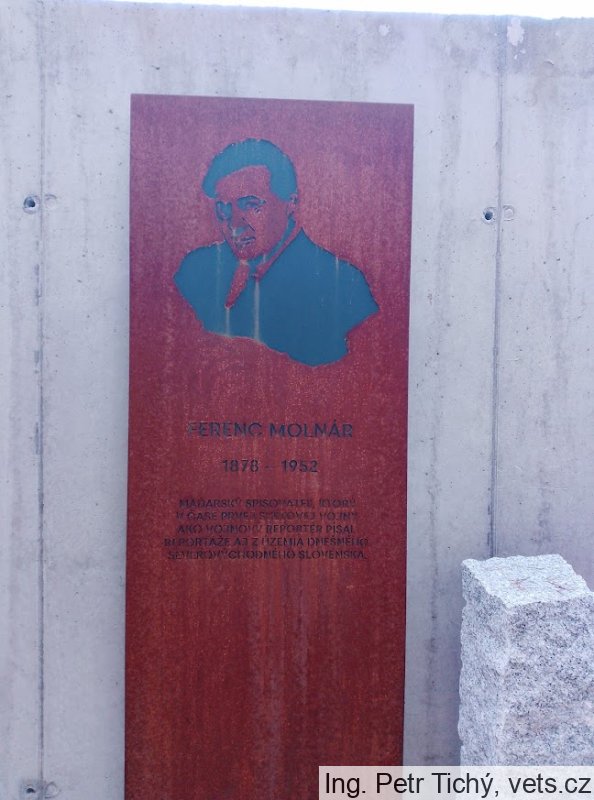 FERENC MOLNÁR
1878 – 1952
MAĎARSKÝ SPISOVATEĽ, KTORÝ
V ČASE PRVEJ SVETOVEJ VOJNY
AKO VOJNOVÝ REPORTÉR PÍSAL
REPORTÁŽE AJ Z ÚZEMIA DNEŠNÉHO
SEVEROVÝCHODNÉHO SLOVENSKA.
Ing. Petr Tichý, vets.cz